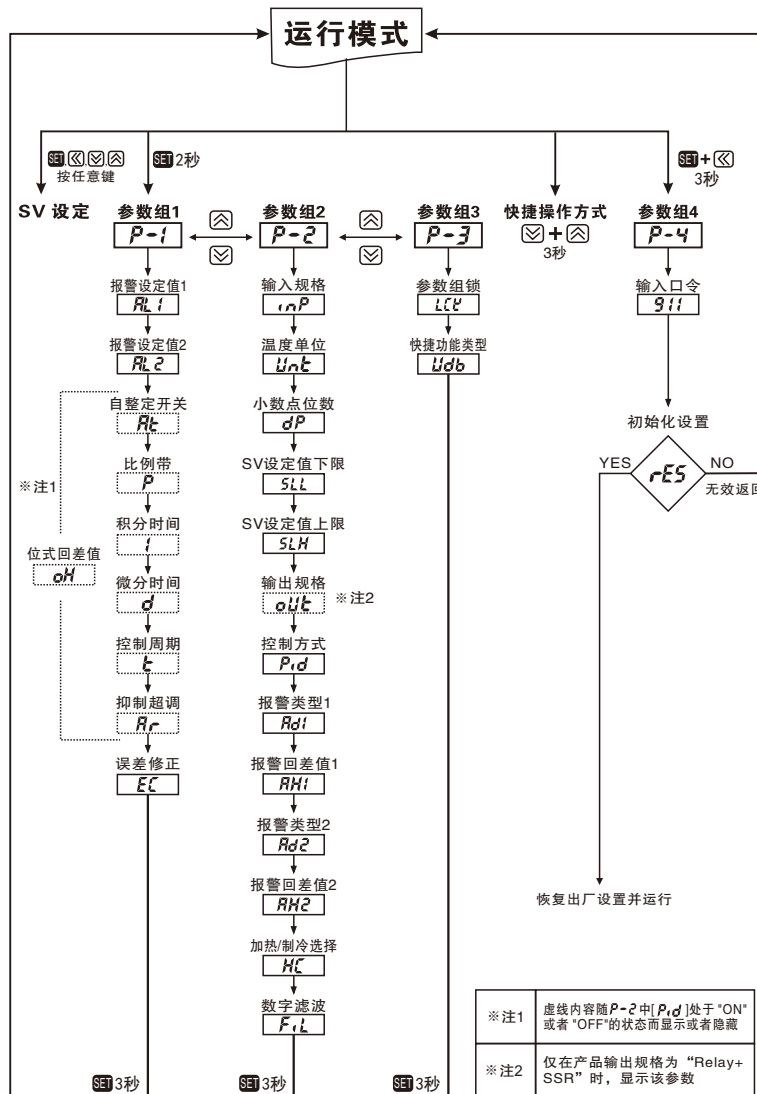 运行模式
SET, 按任意键
SET 2秒
SET + 3秒
SV 设定
参数组1
P-1
参数组2
P-2
参数组3
P-3
快捷操作方式
+
3秒
参数组4
P-4
报警设定值1
AL1
报警设定值2
AL2
自整定开关
At
比例带
P
积分时间
I
微分时间
d
控制周期
t
抑制超调
Ar
误差修正
EC
※注1
位式回差值
oH
输入规格
inP
温度单位
Unt
小数点位数
dP
SV设定值下限
SLL
SV设定值上限
SLH
输出规格
oUt
※注2
控制方式
Pid
报警类型1
Ad1
报警回差值1
AH1
报警类型2
Ad2
报警回差值2
AH2
加热/制冷选择
HC
数字滤波
FiL
参数组锁
LCK
快捷功能类型
Udb
输入口令
911
初始化设置
YES
rES
NO
无效返回
恢复出厂设置并运行
※注1
虚线内容随P-2中[Pid]处于"ON"
或者"OFF"的状态而显示或者隐藏
※注2
仅在产品输出规格为“Relay+
SSR”时，显示该参数
SET 3秒
SET 3秒
SET 3秒